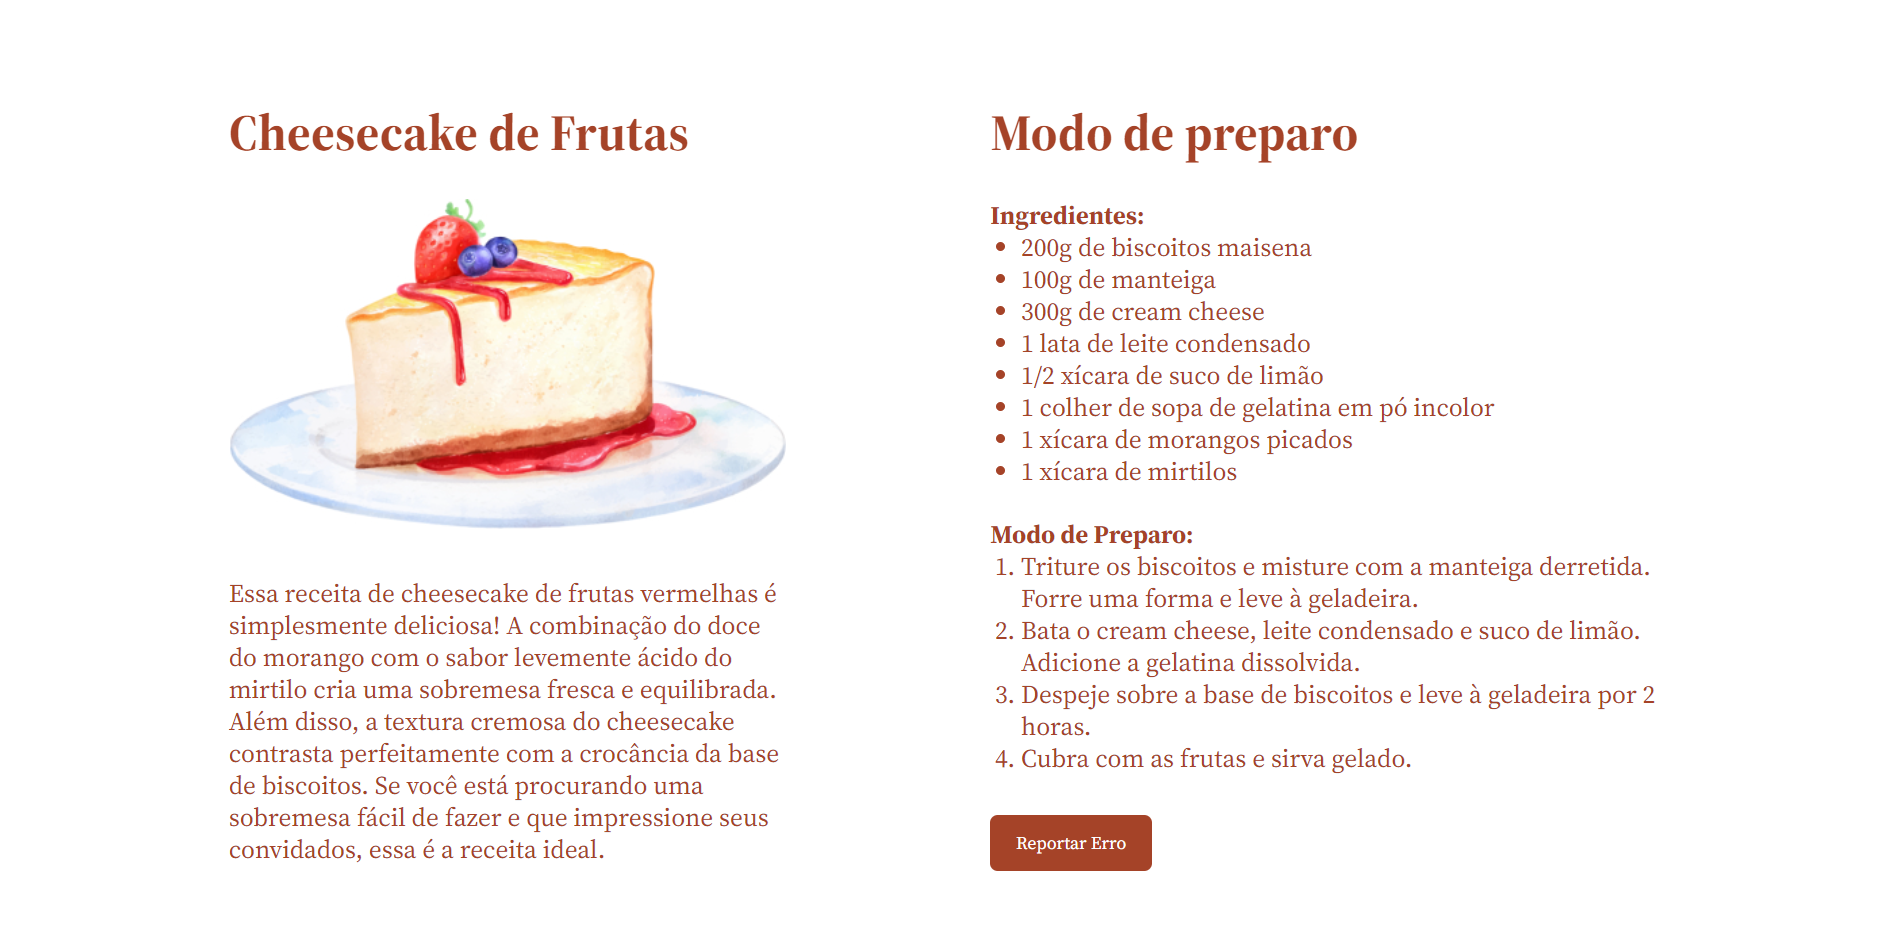 Cheesecake de Frutas
Essa receita de cheesecake de frutas vermelhas é
simplesmente deliciosa! A combinação do doce
do morango com o sabor levemente ácido do
mirtilo cria uma sobremesa fresca e equilibrada.
Além disso, a textura cremosa do cheesecake
contrasta perfeitamente com a crocância da base
de biscoitos. Se você está procurando uma
sobremesa fácil de fazer e que impressione seus
convidados, essa é a receita ideal.
Modo de preparo
Ingredientes:
• 200g de biscoitos maisena
• 100g de manteiga
• 300g de cream cheese
• 1 lata de leite condensado
• 1/2 xícara de suco de limão
• 1 colher de sopa de gelatina em pó incolor
• 1 xícara de morangos picados
• 1 xícara de mirtilos
Modo de Preparo:
1. Triture os biscoitos e misture com a manteiga derretida.
Forre uma forma e leve à geladeira.
2. Bata o cream cheese, leite condensado e suco de limão.
Adicione a gelatina dissolvida.
3. Despeje sobre a base de biscoitos e leve à geladeira por 2
horas.
4. Cubra com as frutas e sirva gelado.
Reportar Erro